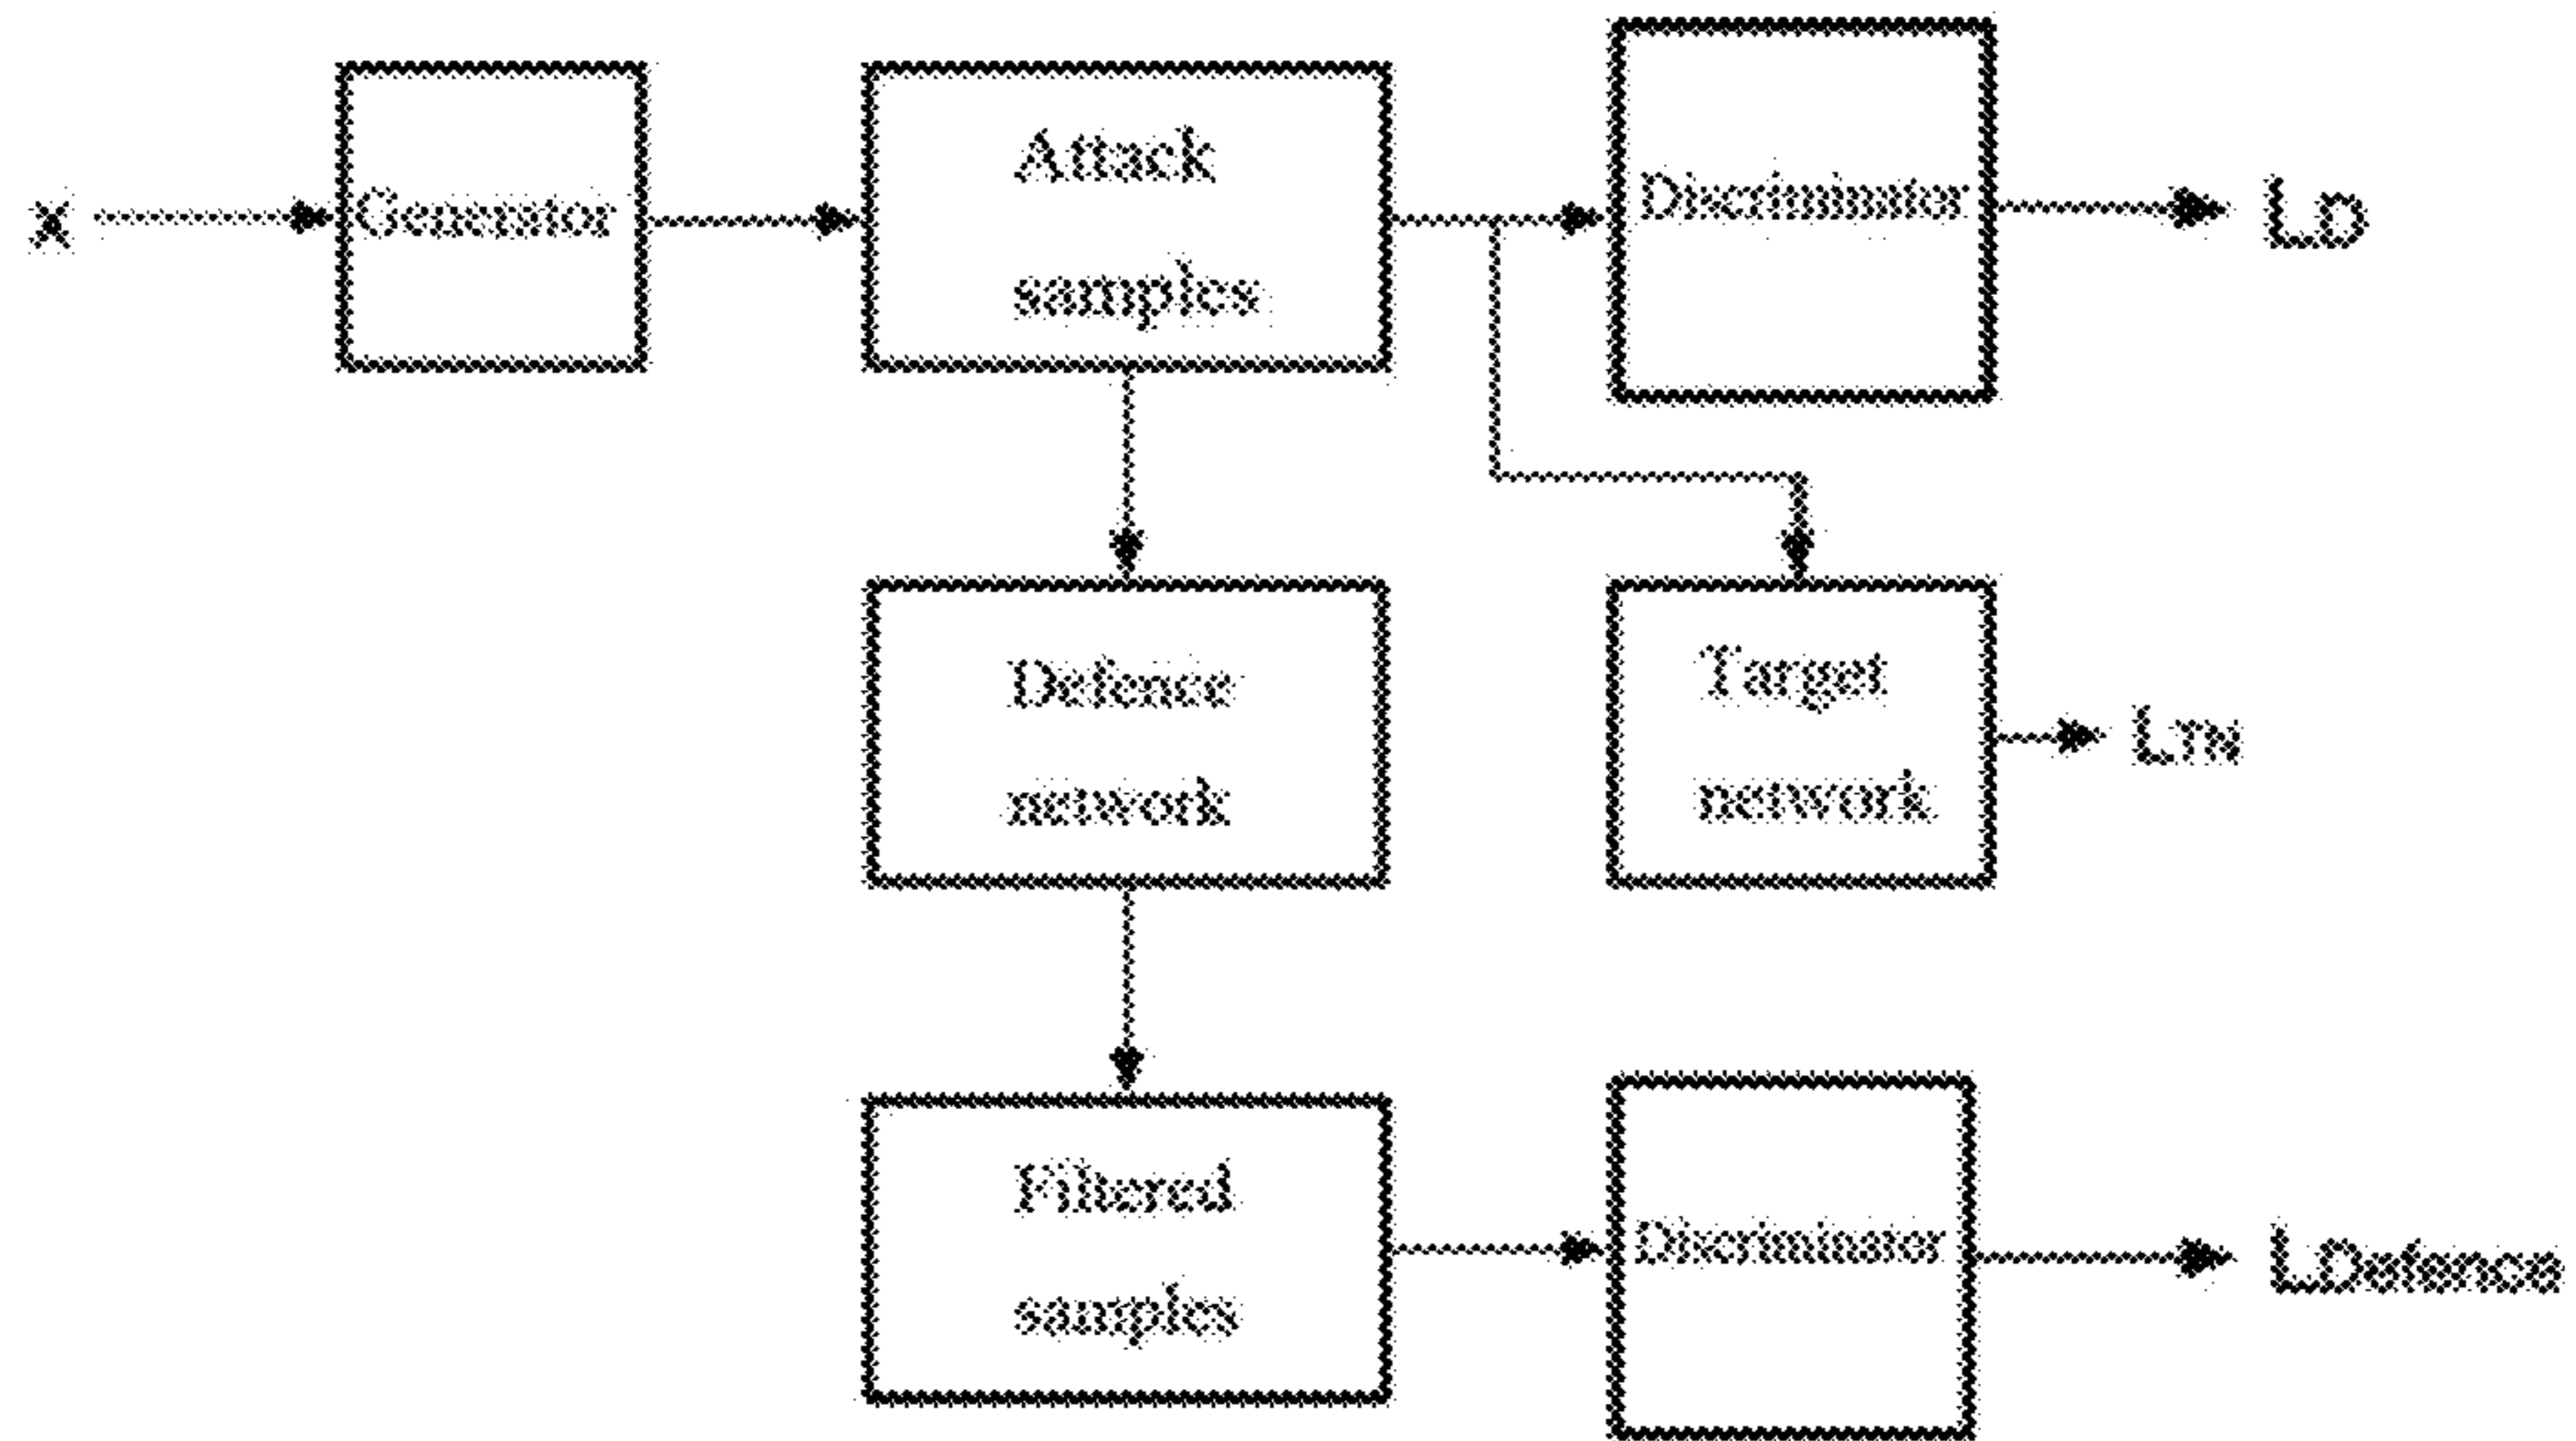 x
Generator
Attack
samples
Discriminator
LD
Defence
network
Target
network
LTN
Filtered
samples
Discriminator
LDefence